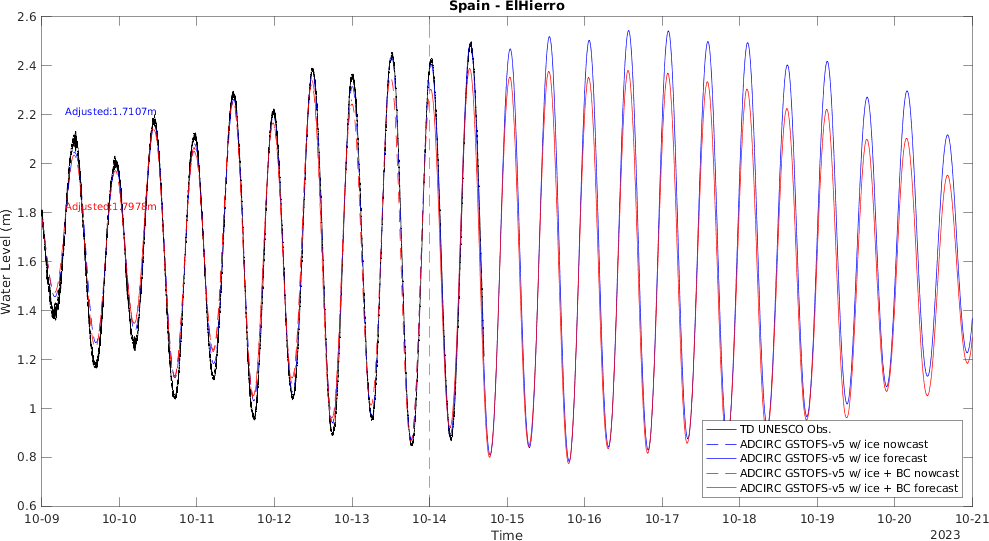 Spain - ElHierro
2.6
2.4
2.2
2
1.8
1.6
1.4
1.2
1
0.8
0.6
Water Level (m)
Adjusted:1.7107m
Adjusted:1.7978m
TD UNESCO Obs.
ADCIRC GSTOFS-v5 w/ ice nowcast
ADCIRC GSTOFS-v5 w/ ice forecast
ADCIRC GSTOFS-v5 w/ ice + BC nowcast
ADCIRC GSTOFS-v5 w/ ice + BC forecast
10-09 10-10 10-11 10-12 10-13 10-14 10-15 10-16 10-17 10-18 10-19 10-20 10-21
Time
2023